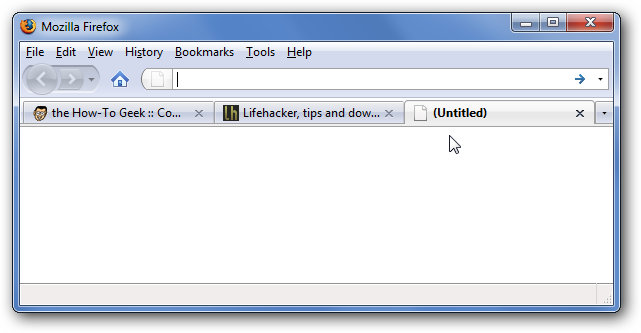 Mozilla Firefox
File Edit View History Bookmarks Tools Help
the How-To Geek :: Co... lh Lifehacker, tips and dow... (Untitled)